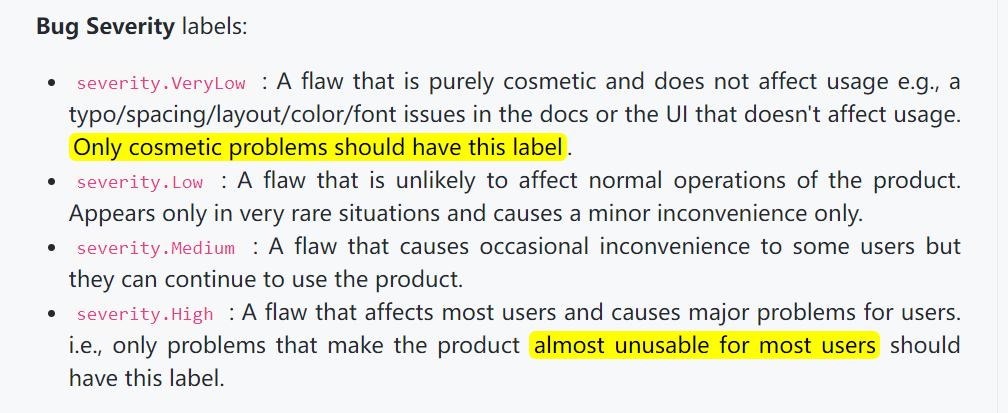 Bug Severity labels:
• severity.VeryLow : A flaw that is purely cosmetic and does not affect usage e.g., a
typo/spacing/layout/color/font issues in the docs or the UI that doesn't affect usage.
Only cosmetic problems should have this label.
• severity.Low : A flaw that is unlikely to affect normal operations of the product.
Appears only in very rare situations and causes a minor inconvenience only.
• severity.Medium : A flaw that causes occasional inconvenience to some users but
they can continue to use the product.
• severity.High : A flaw that affects most users and causes major problems for users.
i.e., only problems that make the product almost unusable for most users should
have this label.